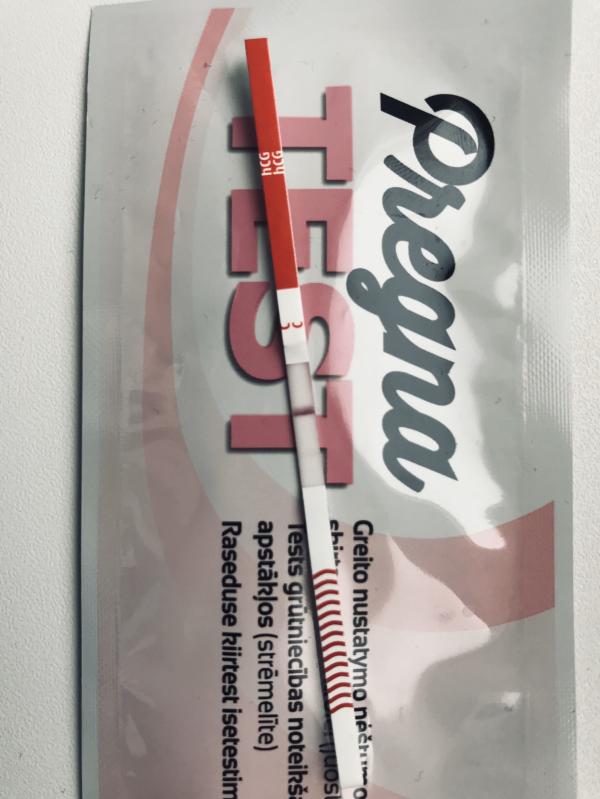 Pregna
TEST
hCG hCG
Greito nustatymo nėštumo
Tests grūtniecības noteikša
apstākļos (strēmelīte)
Raseduse kiirtest isetestim